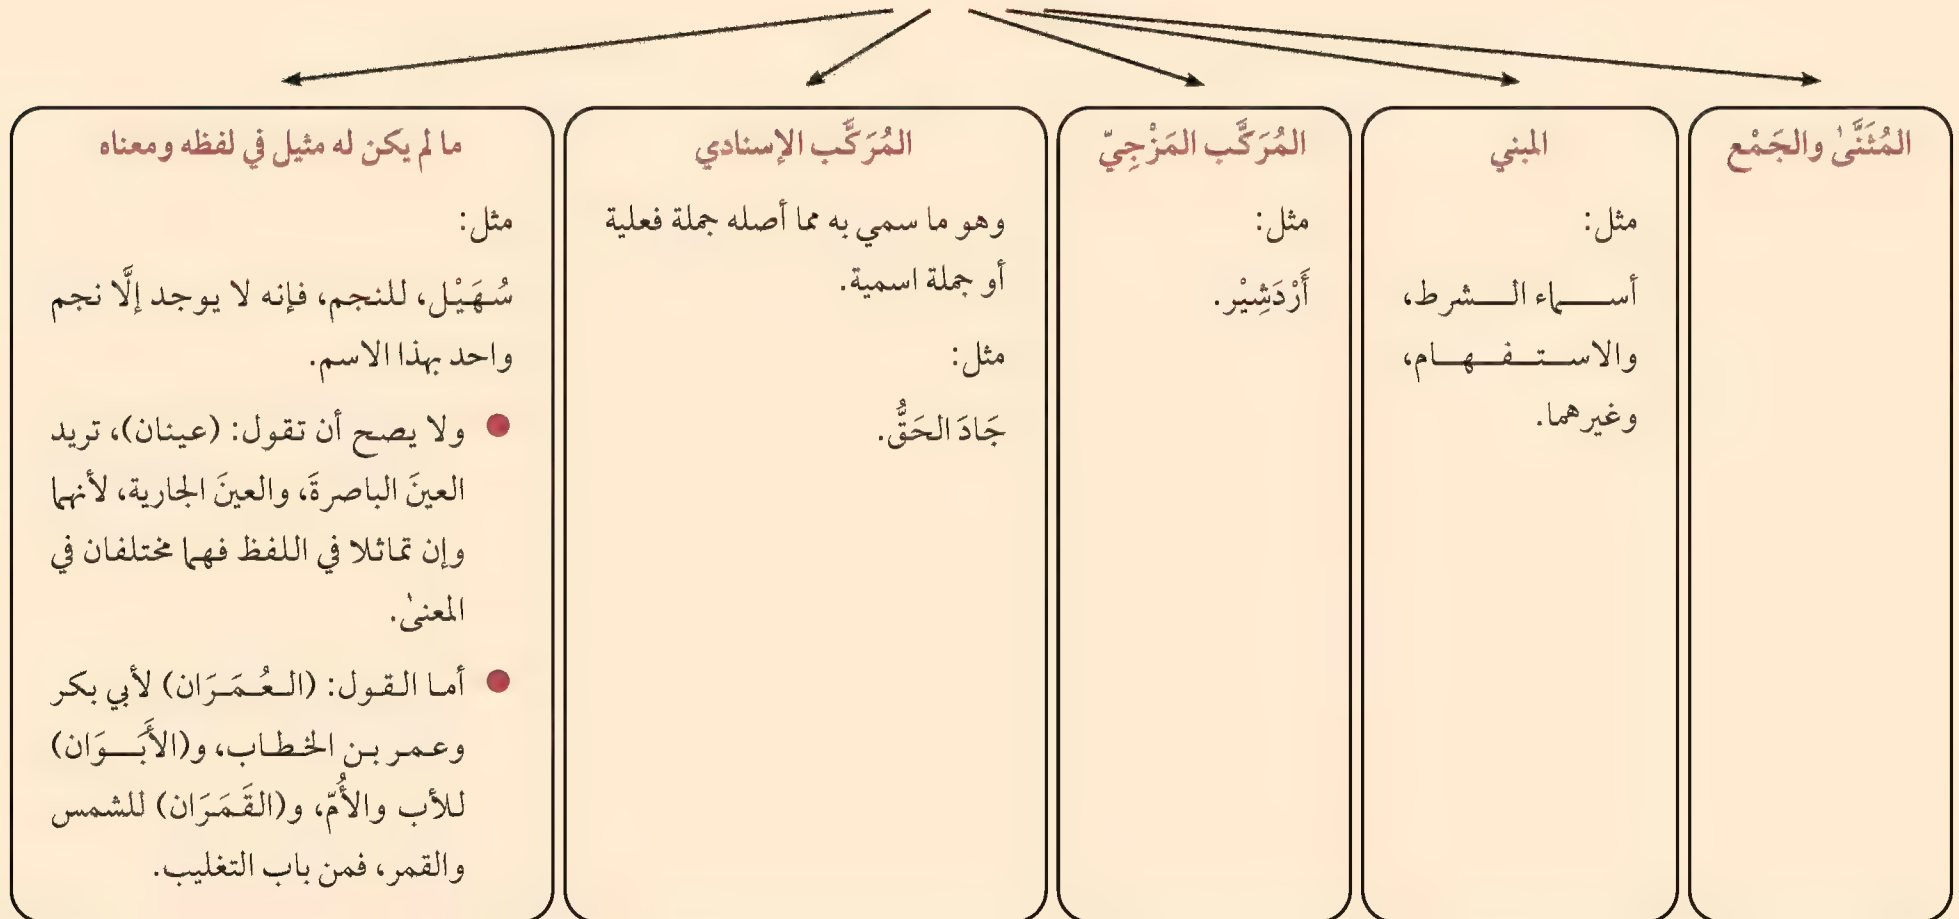 المُثَنَّىٰ والجَمْع
المبني
مثل:
أسماء الشرط،
والاستفهام،
وغيرهما.
المُرَكَّب المَزْجِيّ
مثل:
أَرْدَشِيْر.
المُرَكَّب الإسنادي
وهو ما سمي به مما أصله جملة فعلية
أو جملة اسمية.
مثل:
جَادَ الحَقُّ.
ما لم يكن له مثيل في لفظه ومعناه
مثل:
سُهَيْل، للنجم، فإنه لا يوجد إلَّا نجم
واحد بهذا الاسم.
● ولا يصح أن تقول: (عينان)، تريد
العينَ الباصرةَ، والعينَ الجارية، لأنهما
وإن تماثلا في اللفظ فهما مختلفان في
المعنىٰ.
● أما القول: (العُمَرَان) لأبي بكر
وعمر بن الخطاب، و(الأَبَوَان)
للأب والأُمّ، و(القَمَرَان) للشمس
والقمر، فمن باب التغليب.